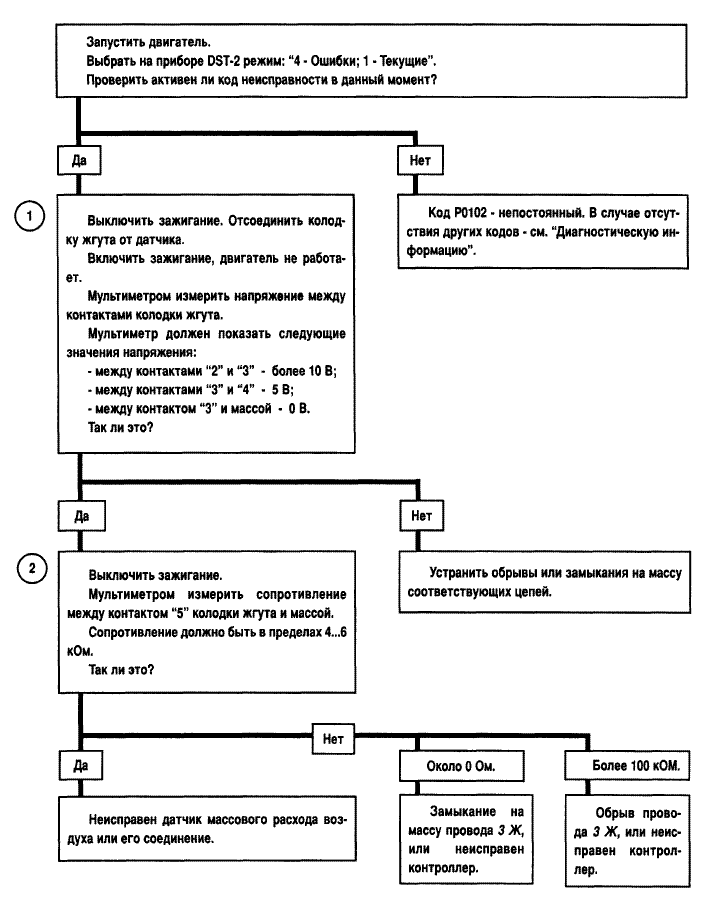 Запустить двигатель.
Выбрать на приборе DST-2 режим: “4 - Ошибки; 1 - Текущие”.
Проверить активен ли код неисправности в данный момент?
Да
Нет
1
Выключить зажигание. Отсоединить колод-
ку жгута от датчика.
Включить зажигание, двигатель не работа-
ет.
Мультиметром измерить напряжение между
контактами колодки жгута.
Мультиметр должен показать следующие
значения напряжения:
- между контактами “2” и “3” - более 10 В;
- между контактами “3” и “4” - 5 В;
- между контактом “3” и массой - 0 В.
Так ли это?
Код Р0102 - непостоянный. В случае отсут-
ствия других кодов - см. “Диагностическую ин-
формацию”.
Да
Нет
2
Выключить зажигание.
Мультиметром измерить сопротивление
между контактом “5” колодки жгута и массой.
Сопротивление должно быть в пределах 4...6
кОм.
Так ли это?
Устранить обрывы или замыкания на массу
соответствующих цепей.
Нет
Да
Около 0 Ом.
Более 100 кОМ.
Неисправен датчик массового расхода воз-
духа или его соединение.
Замыкание на
массу провода 3 Ж,
или неисправен
контроллер.
Обрыв прово-
да 3 Ж, или неис-
правен контрол-
лер.